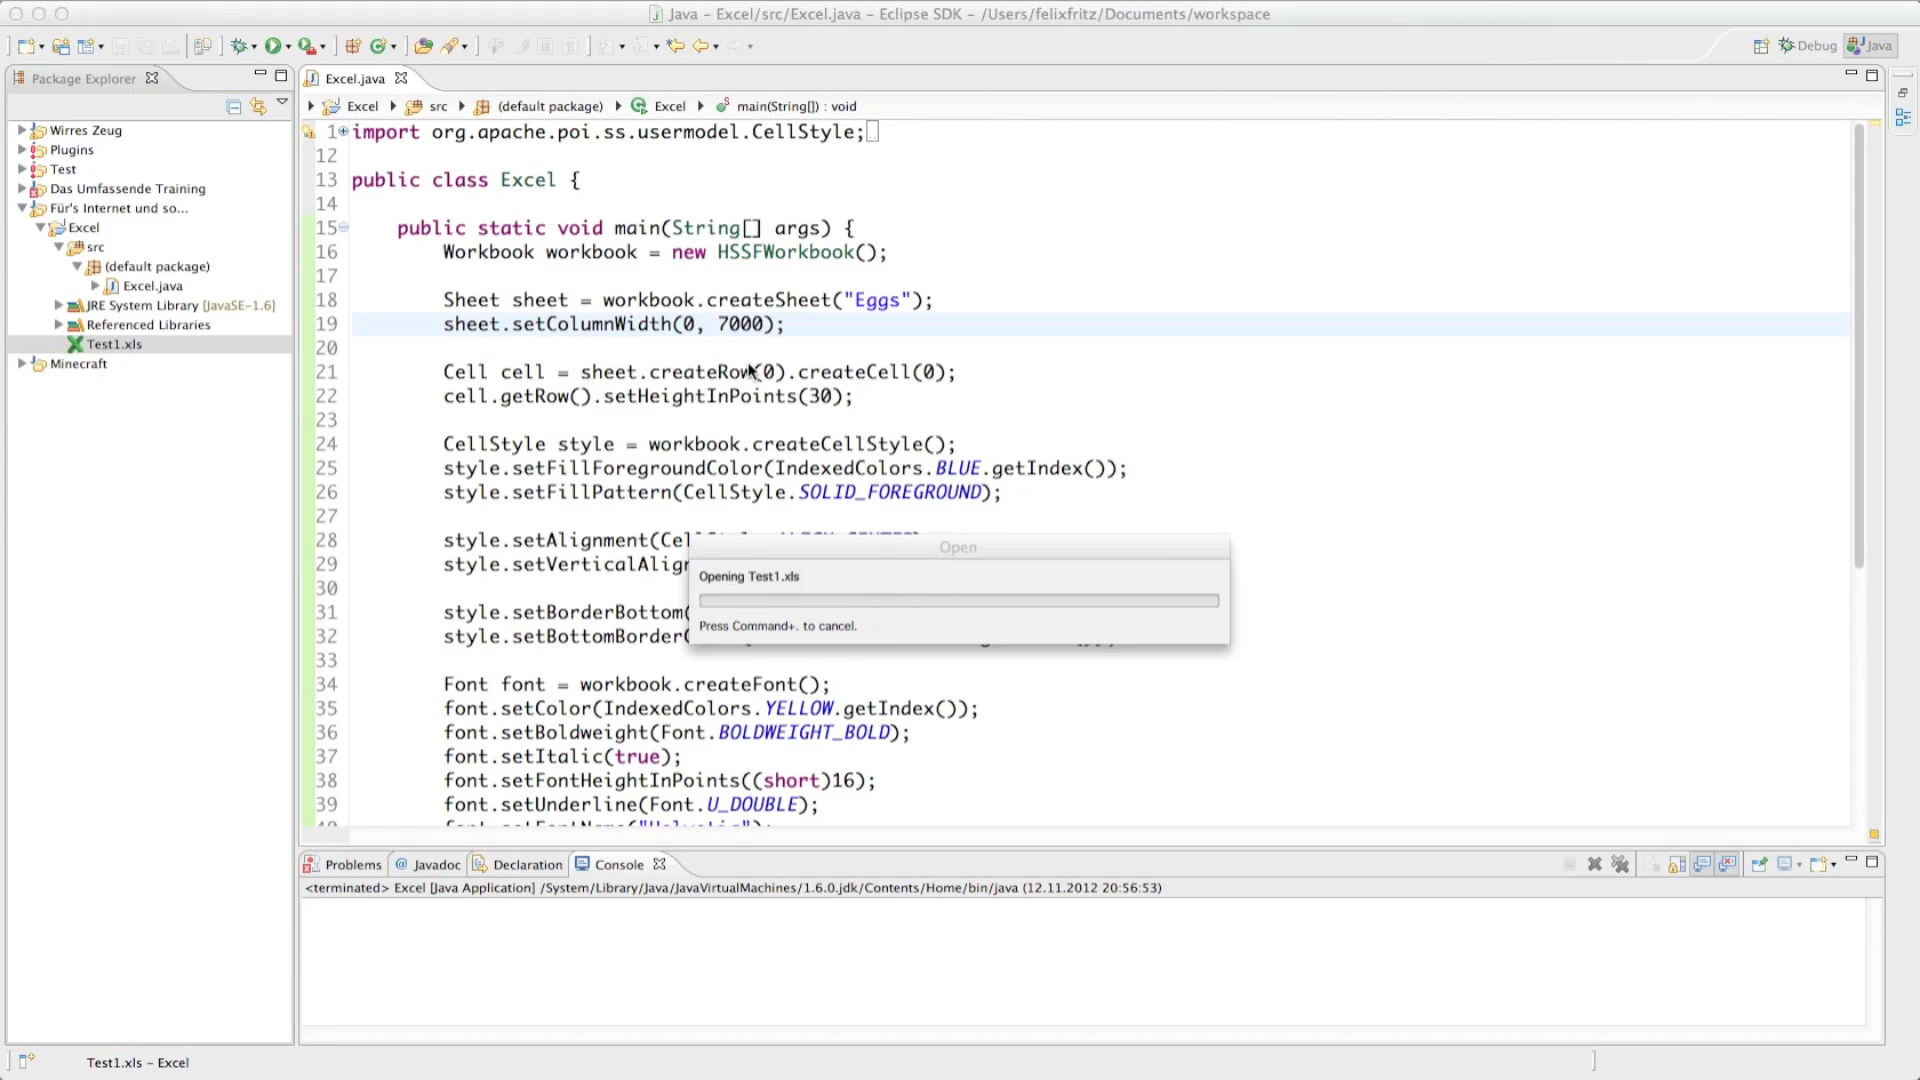 Java – Excel/src/Excel.java – Eclipse SDK – /Users/felixfritz/Documents/workspace
Debug
Java
Package Explorer
Wirres Zeug
Plugins
Test
Das Umfassende Training
Für's Internet und so...
Excel
src
(default package)
Excel.java
JRE System Library [JavaSE-1.6]
Referenced Libraries
Test1.xls
Minecraft
Excel.java
Excel src (default package) Excel main(String[]) : void
1 import org.apache.poi.ss.usermodel.CellStyle;
12
13 public class Excel {
14
15 public static void main(String[] args) {
16 Workbook workbook = new HSSFWorkbook();
17
18 Sheet sheet = workbook.createSheet("Eggs");
19 sheet.setColumnWidth(0, 7000);
20
21 Cell cell = sheet.createRow(0).createCell(0);
22 cell.getRow().setHeightInPoints(30);
23
24 CellStyle style = workbook.createCellStyle();
25 style.setFillForegroundColor(IndexedColors.BLUE.getIndex());
26 style.setFillPattern(CellStyle.SOLID_FOREGROUND);
27
28 style.setAlignment(Cel
29 style.setVerticalAlign
30
31 style.setBorderBottom(
32 style.setBottomBorder
33
34 Font font = workbook.createFont();
35 font.setColor(IndexedColors.YELLOW.getIndex());
36 font.setBoldweight(Font.BOLDWEIGHT_BOLD);
37 font.setItalic(true);
38 font.setFontHeightInPoints((short)16);
39 font.setUnderline(Font.U_DOUBLE);
Open
Opening Test1.xls
Press Command+. to cancel.
Problems Javadoc Declaration Console
<terminated> Excel [Java Application] /System/Library/Java/JavaVirtualMachines/1.6.0.jdk/Contents/Home/bin/java (12.11.2012 20:56:53)
Test1.xls – Excel